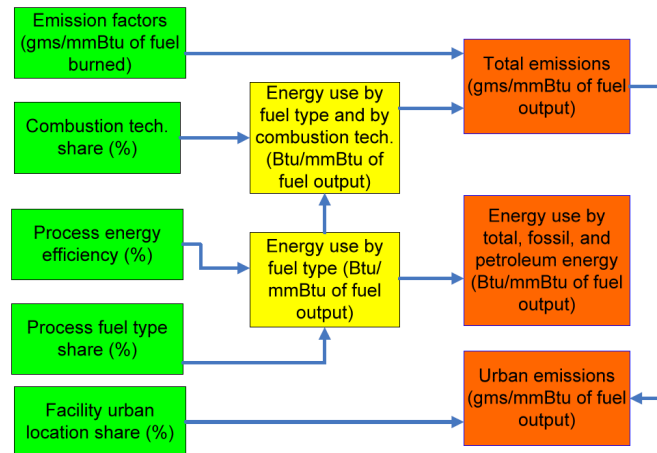 Emission factors
(gms/mmBtu of fuel
burned)
Combustion tech.
share (%)
Process energy
efficiency (%)
Process fuel type
share (%)
Facility urban
location share (%)
Energy use by
fuel type and by
combustion tech.
(Btu/mmBtu of
fuel output)
Energy use by
fuel type (Btu/
mmBtu of fuel
output)
Total emissions
(gms/mmBtu of fuel
output)
Energy use by
total, fossil, and
petroleum energy
(Btu/mmBtu of fuel
output)
Urban emissions
(gms/mmBtu of fuel
output)